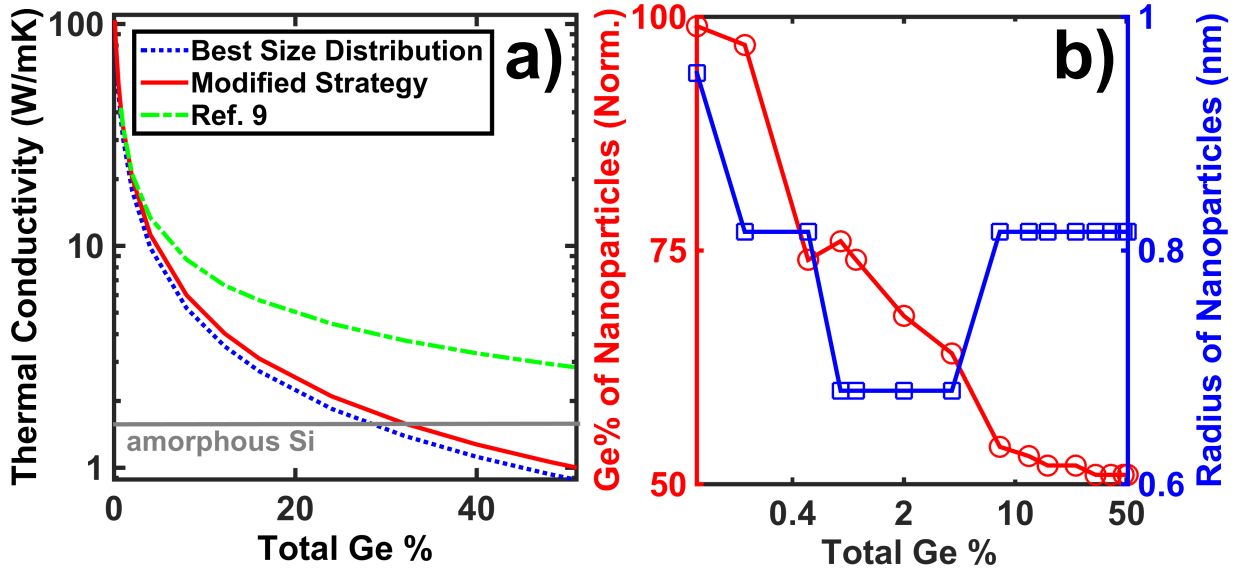 Thermal Conductivity (W/mK)
100
10
1
Best Size Distribution
Modified Strategy
Ref. 9
a)
amorphous Si
0
20
40
Total Ge %
Ge% of Nanoparticles (Norm.)
100
75
50
b)
0.4
2
10
50
Total Ge %
1
0.8
0.6
Radius of Nanoparticles (nm)